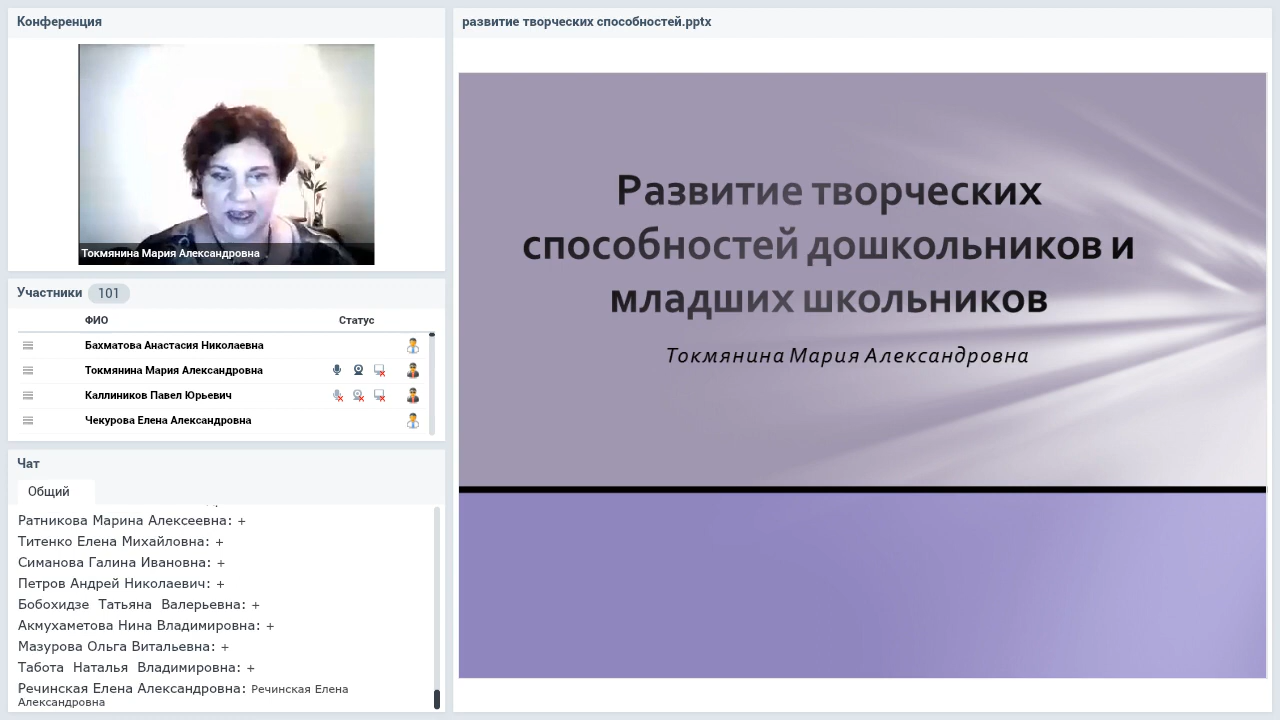 Конференция
Токмянина Мария Александровна
Участники 101
ФИО Статус
Бахматова Анастасия Николаевна
Токмянина Мария Александровна
Каллиников Павел Юрьевич
Чекурова Елена Александровна
Чат
Общий
Ратникова Марина Алексеевна: +
Титенко Елена Михайловна: +
Симанова Галина Ивановна: +
Петров Андрей Николаевич: +
Бобохидзе Татьяна Валерьевна: +
Акмухаметова Нина Владимировна: +
Мазурова Ольга Витальевна: +
Табота Наталья Владимировна: +
Речинская Елена Александровна: Речинская Елена
Александровна
развитие творческих способностей.pptx
Развитие творческих
способностей дошкольников и
младших школьников
Токмянина Мария Александровна